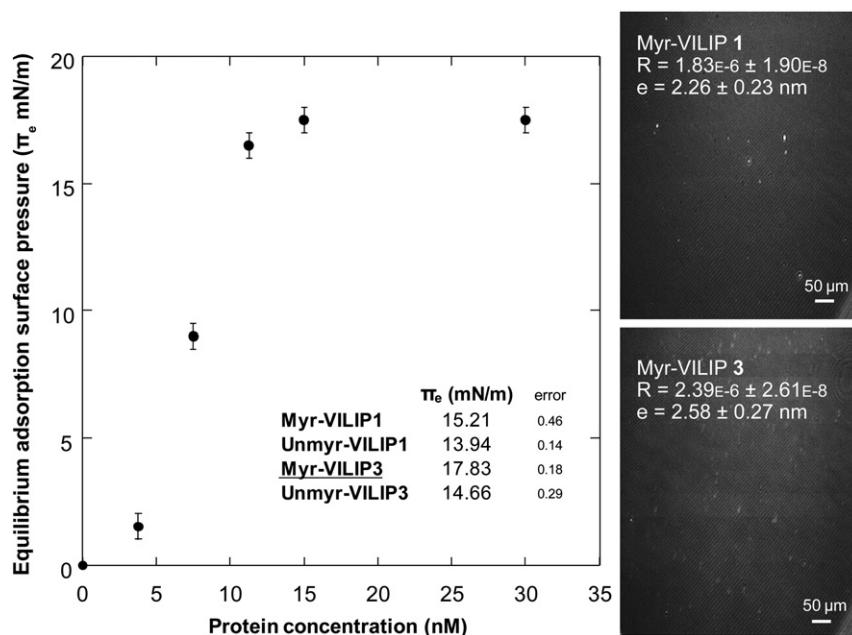 Equilibrium adsorption surface pressure (πe mN/m)
20
15
10
5
0
0 5 10 15 20 25 30 35
Protein concentration (nM)
πe (mN/m) error
Myr-VILIP1 15.21 0.46
Unmyr-VILIP1 13.94 0.14
Myr-VILIP3 17.83 0.18
Unmyr-VILIP3 14.66 0.29
Myr-VILIP 1
R = 1.83E-6 ± 1.90E-8
e = 2.26 ± 0.23 nm
50 µm
Myr-VILIP 3
R = 2.39E-6 ± 2.61E-8
e = 2.58 ± 0.27 nm
50 µm